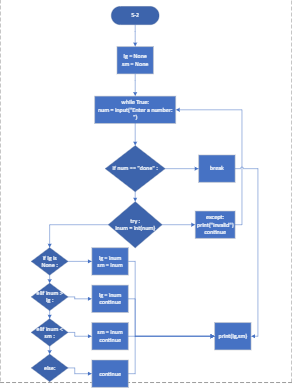 S-2
lg = None
sm = None
while True:
num = input("Enter a number:
")
if num == "done" :
break
try :
inum = int(num)
except:
print("invalid")
continue
if lg is
None :
lg = inum
sm = inum
elif inum >
lg :
lg = inum
continue
elif inum <
sm :
sm = inum
continue
print(lg,sm)
else:
continue